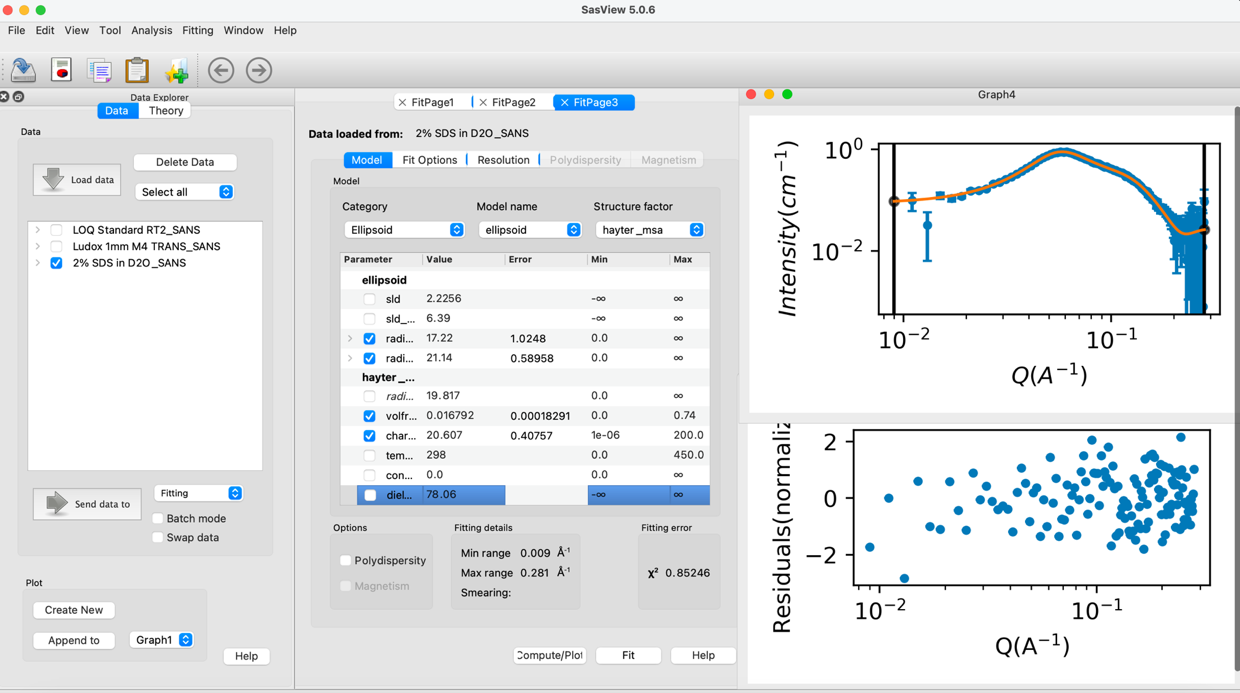 SasView 5.0.6
File Edit View Tool Analysis Fitting Window Help
Data Explorer
Data Theory
Data
Load data
Delete Data
Select all
LOQ Standard RT2_SANS
Ludox 1mm M4 TRANS_SANS
2% SDS in D2O_SANS
Send data to
Fitting
Batch mode
Swap data
Plot
Create New
Append to
Graph1
Help
FitPage1 FitPage2 FitPage3
Data loaded from: 2% SDS in D2O_SANS
Model Fit Options Resolution Polydispersity Magnetism
Model
Category Model name Structure factor
Ellipsoid ellipsoid hayter_msa
Parameter Value Error Min Max
ellipsoid
sld 2.2256 -∞ ∞
sld_... 6.39 -∞ ∞
radi... 17.22 1.0248 0.0 ∞
radi... 21.14 0.58958 0.0 ∞
hayter_...
radi... 19.817 0.0 ∞
volfr... 0.016792 0.00018291 0.0 0.74
char... 20.607 0.40757 1e-06 200.0
tem... 298 0.0 450.0
con... 0.0 0.0 ∞
diel... 78.06 -∞ ∞
Options Fitting details Fitting error
Polydispersity
Magnetism
Min range 0.009 Å⁻¹
Max range 0.281 Å⁻¹
Smearing:
χ² 0.85246
Compute/Plot Fit Help
Graph4
Intensity(cm⁻¹)
10⁰
10⁻²
10⁻² 10⁻¹
Q(A⁻¹)
Residuals(normaliz
2
0
−2
10⁻² 10⁻¹
Q(A⁻¹)